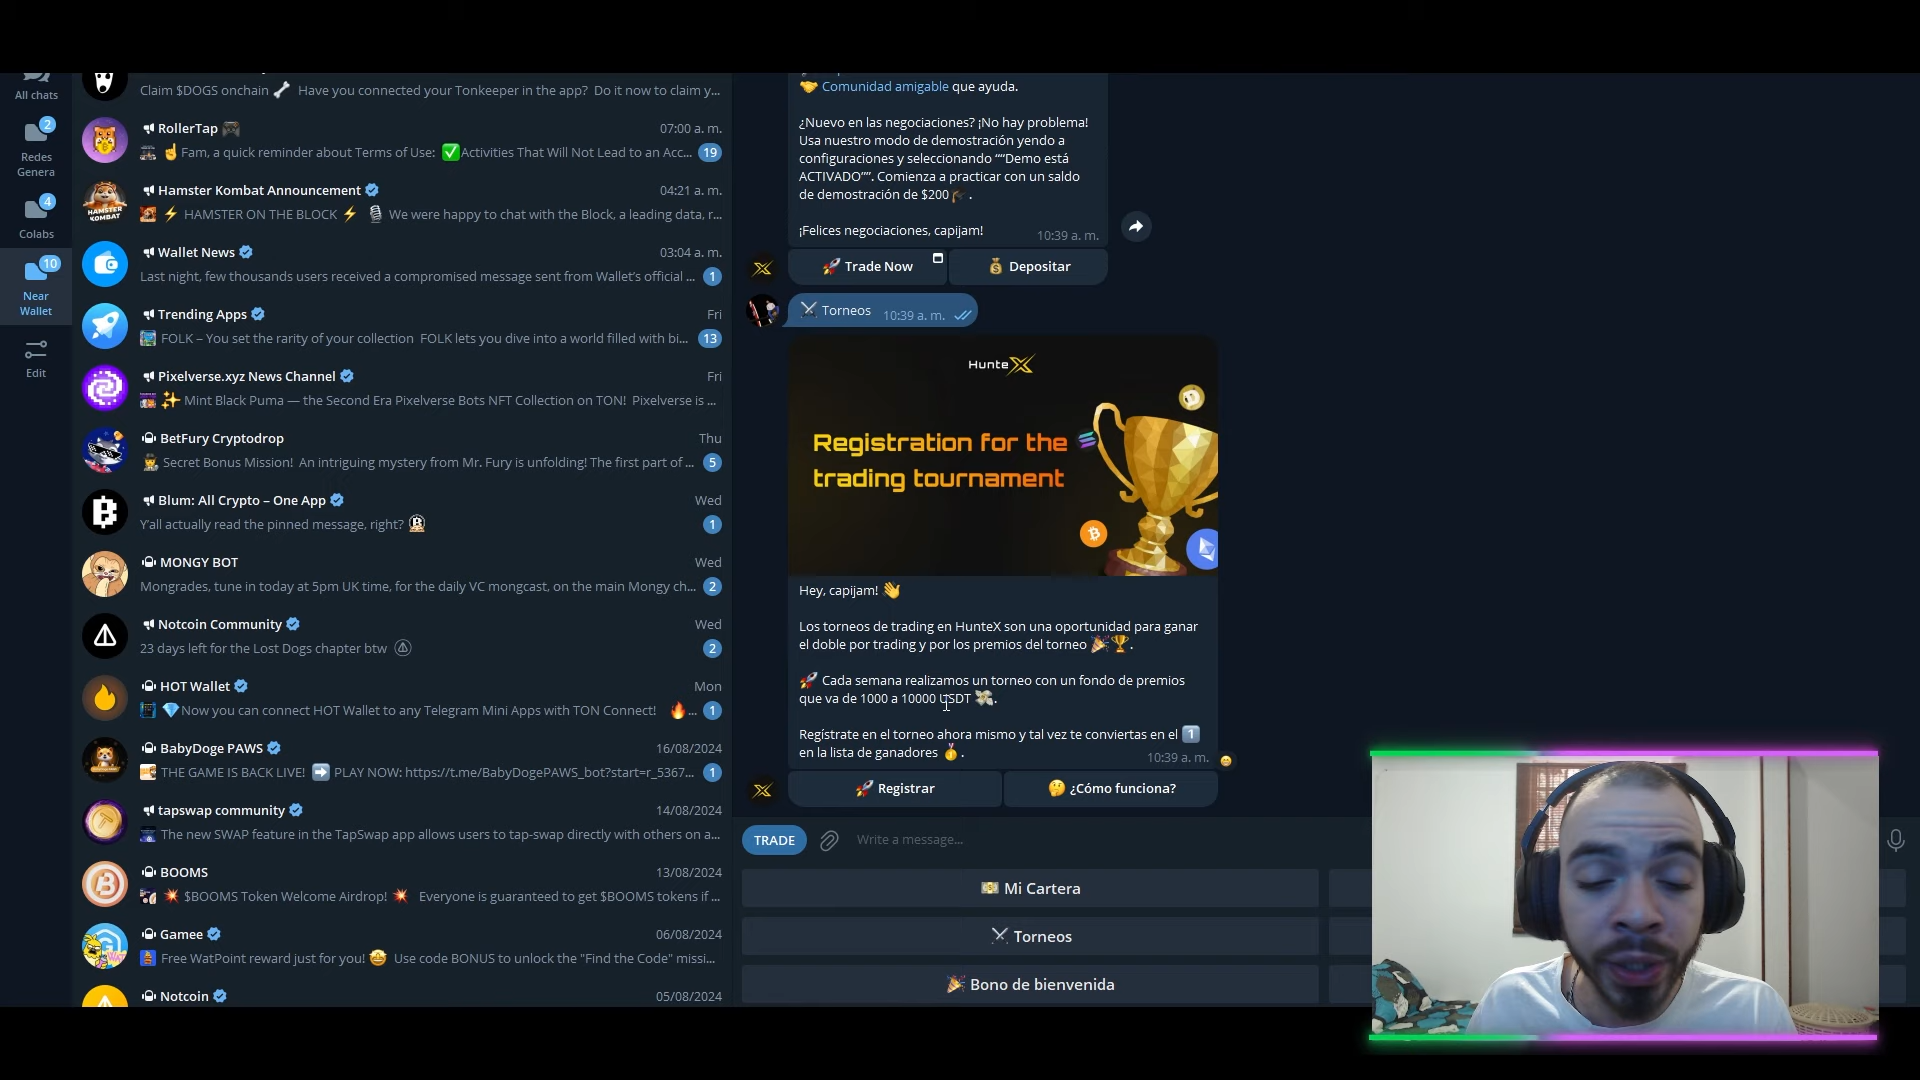 All chats
2
Redes
Genera
4
Colabs
10
Near
Wallet
Edit
Claim $DOGS onchain 🦴 Have you connected your Tonkeeper in the app? Do it now to claim y...
RollerTap 🎮 07:00 a. m.
☝️Fam, a quick reminder about Terms of Use: ✅Activities That Will Not Lead to an Acc... 19
Hamster Kombat Announcement 04:21 a. m.
⚡ HAMSTER ON THE BLOCK ⚡ 🎙 We were happy to chat with the Block, a leading data, r...
Wallet News 03:04 a. m.
Last night, few thousands users received a compromised message sent from Wallet's official ... 1
Trending Apps Fri
FOLK – You set the rarity of your collection FOLK lets you dive into a world filled with bi... 13
Pixelverse.xyz News Channel Fri
✨ Mint Black Puma — the Second Era Pixelverse Bots NFT Collection on TON! Pixelverse is ...
BetFury Cryptodrop Thu
Secret Bonus Mission! An intriguing mystery from Mr. Fury is unfolding! The first part of ... 5
Blum: All Crypto – One App Wed
Y'all actually read the pinned message, right? 1
MONGY BOT Wed
Mongrades, tune in today at 5pm UK time, for the daily VC mongcast, on the main Mongy ch... 2
Notcoin Community Wed
23 days left for the Lost Dogs chapter btw 2
HOT Wallet Mon
💎Now you can connect HOT Wallet to any Telegram Mini Apps with TON Connect! 🔥... 1
BabyDoge PAWS 16/08/2024
THE GAME IS BACK LIVE! ➡️ PLAY NOW: https://t.me/BabyDogePAWS_bot?start=r_5367... 1
tapswap community 14/08/2024
The new SWAP feature in the TapSwap app allows users to tap-swap directly with others on a...
BOOMS 13/08/2024
💥 $BOOMS Token Welcome Airdrop! 💥 Everyone is guaranteed to get $BOOMS tokens if ...
Gamee 06/08/2024
Free WatPoint reward just for you! 🤩 Use code BONUS to unlock the "Find the Code" missi...
Notcoin 05/08/2024
🤝 Comunidad amigable que ayuda.
¿Nuevo en las negociaciones? ¡No hay problema!
Usa nuestro modo de demostración yendo a
configuraciones y seleccionando ““Demo está
ACTIVADO””. Comienza a practicar con un saldo
de demostración de $200🎓.
¡Felices negociaciones, capijam! 10:39 a. m.
🚀 Trade Now
💰 Depositar
⚔️ Torneos 10:39 a. m.
HunteX
Registration for the
trading tournament
Hey, capijam! 👋
Los torneos de trading en HunteX son una oportunidad para ganar
el doble por trading y por los premios del torneo 🎉🏆.
🚀 Cada semana realizamos un torneo con un fondo de premios
que va de 1000 a 10000 USDT 💸.
Regístrate en el torneo ahora mismo y tal vez te conviertas en el 1️⃣
en la lista de ganadores 🥇. 10:39 a. m.
🚀 Registrar
🤔 ¿Cómo funciona?
TRADE
Write a message...
💵 Mi Cartera
⚔️ Torneos
🎉 Bono de bienvenida